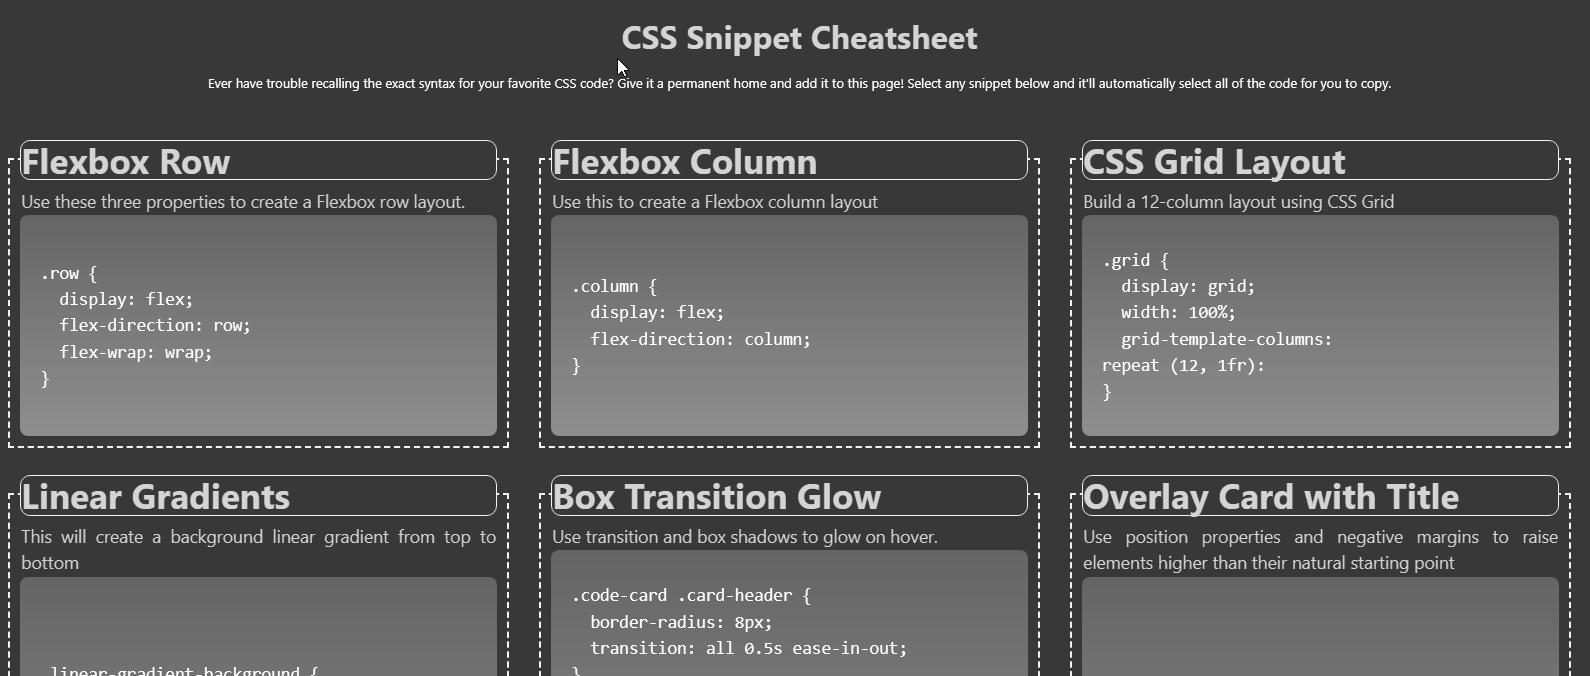 CSS Snippet Cheatsheet
Ever have trouble recalling the exact syntax for your favorite CSS code? Give it a permanent home and add it to this page! Select any snippet below and it'll automatically select all of the code for you to copy.
Flexbox Row
Use these three properties to create a Flexbox row layout.
.row {
  display: flex;
  flex-direction: row;
  flex-wrap: wrap;
}
Flexbox Column
Use this to create a Flexbox column layout
.column {
  display: flex;
  flex-direction: column;
}
CSS Grid Layout
Build a 12-column layout using CSS Grid
.grid {
  display: grid;
  width: 100%;
  grid-template-columns:
repeat (12, 1fr):
}
Linear Gradients
This will create a background linear gradient from top to
bottom
.linear-gradient-background {
Box Transition Glow
Use transition and box shadows to glow on hover.
.code-card .card-header {
  border-radius: 8px;
  transition: all 0.5s ease-in-out;
}
Overlay Card with Title
Use position properties and negative margins to raise
elements higher than their natural starting point